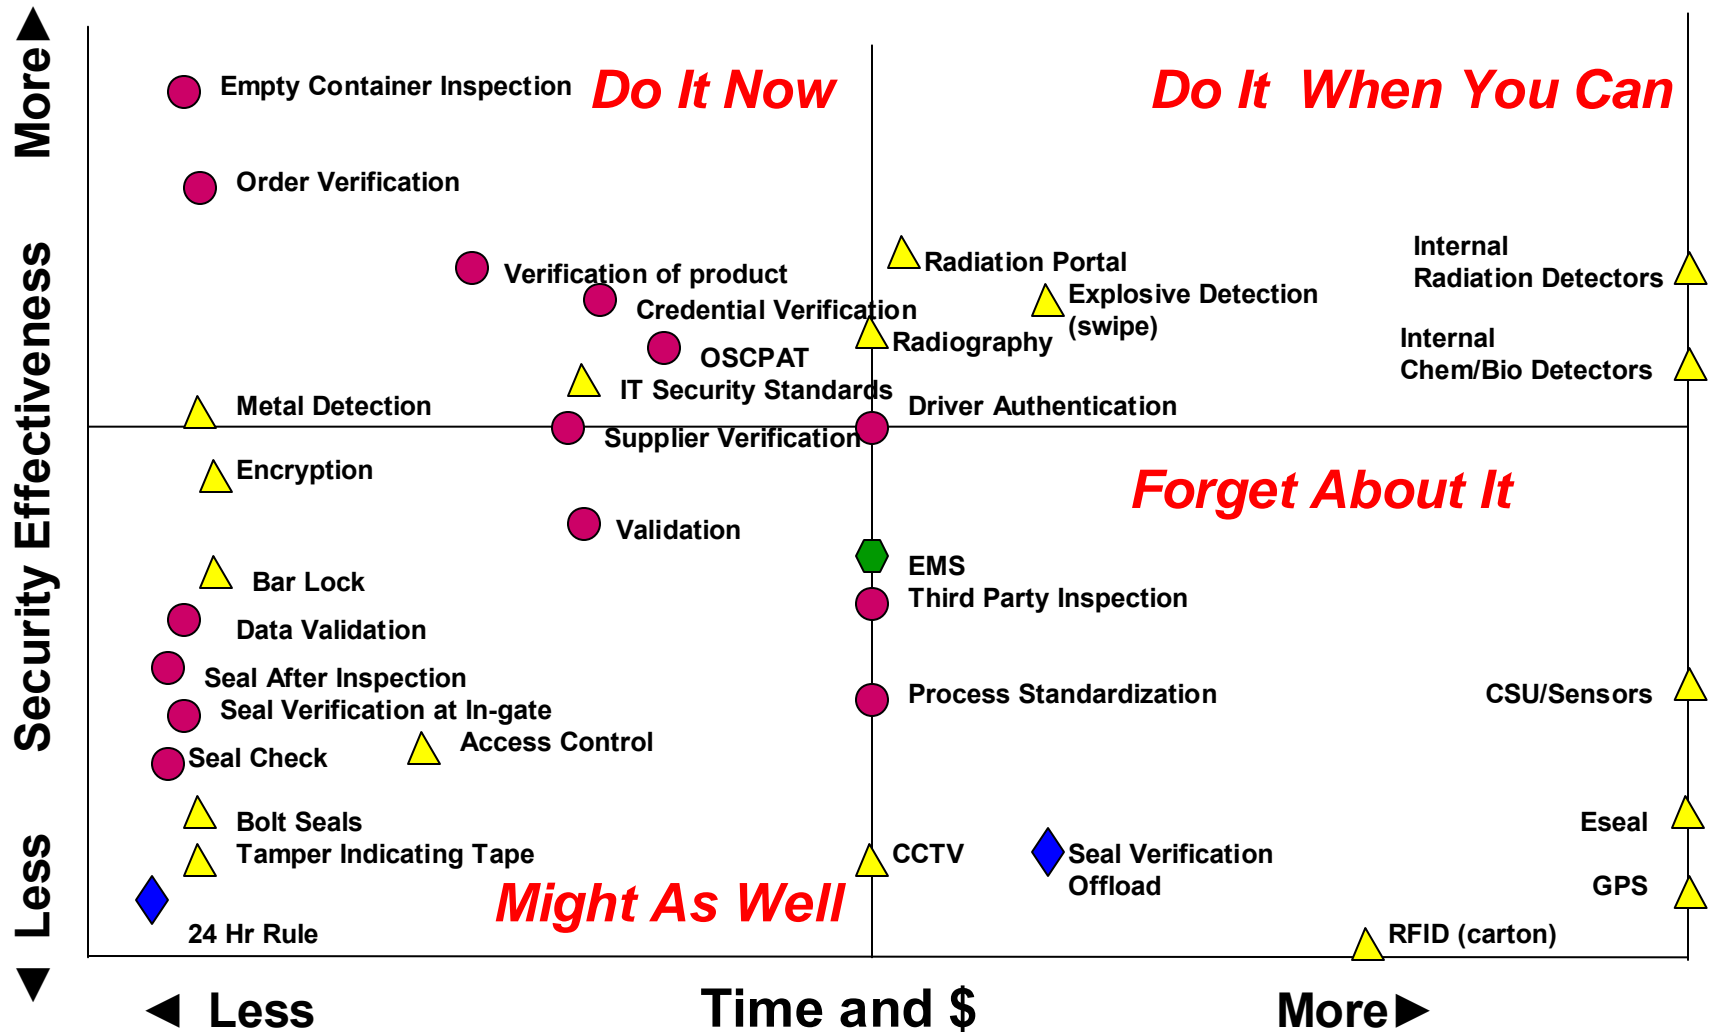 More
Empty Container Inspection
Do It Now
Do It When You Can
Order Verification
Verification of product
Credential Verification
OSCPAT
IT Security Standards
Radiation Portal
Explosive Detection
(swipe)
Radiography
Internal
Radiation Detectors
Internal
Chem/Bio Detectors
Metal Detection
Supplier Verification
Driver Authentication
Security Effectiveness
Encryption
Validation
Forget About It
Bar Lock
EMS
Third Party Inspection
Data Validation
Seal After Inspection
Seal Verification at In-gate
Access Control
Seal Check
Process Standardization
CSU/Sensors
Bolt Seals
Tamper Indicating Tape
Might As Well
24 Hr Rule
CCTV
Seal Verification
Offload
Eseal
GPS
RFID (carton)
Less
Less
Time and $
More